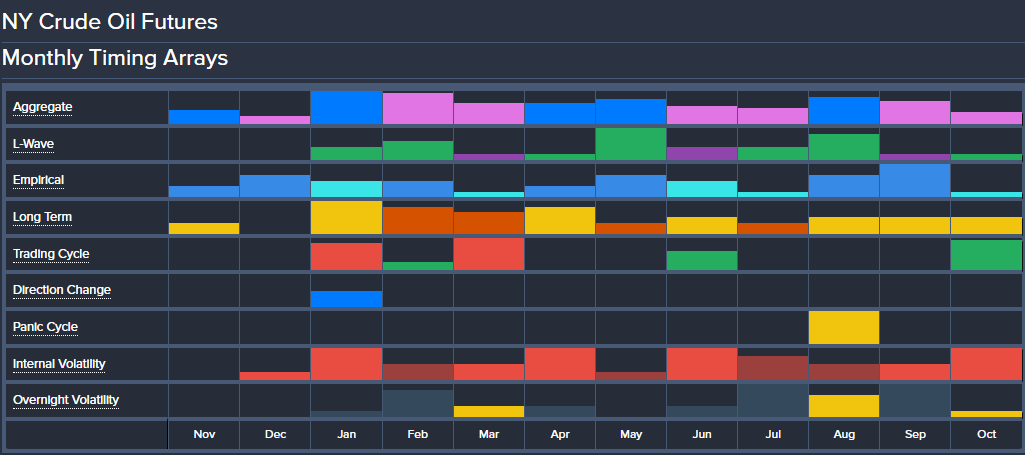 NY Crude Oil Futures
Monthly Timing Arrays
Aggregate
L-Wave
Empirical
Long Term
Trading Cycle
Direction Change
Panic Cycle
Internal Volatility
Overnight Volatility
Nov Dec Jan Feb Mar Apr May Jun Jul Aug Sep Oct